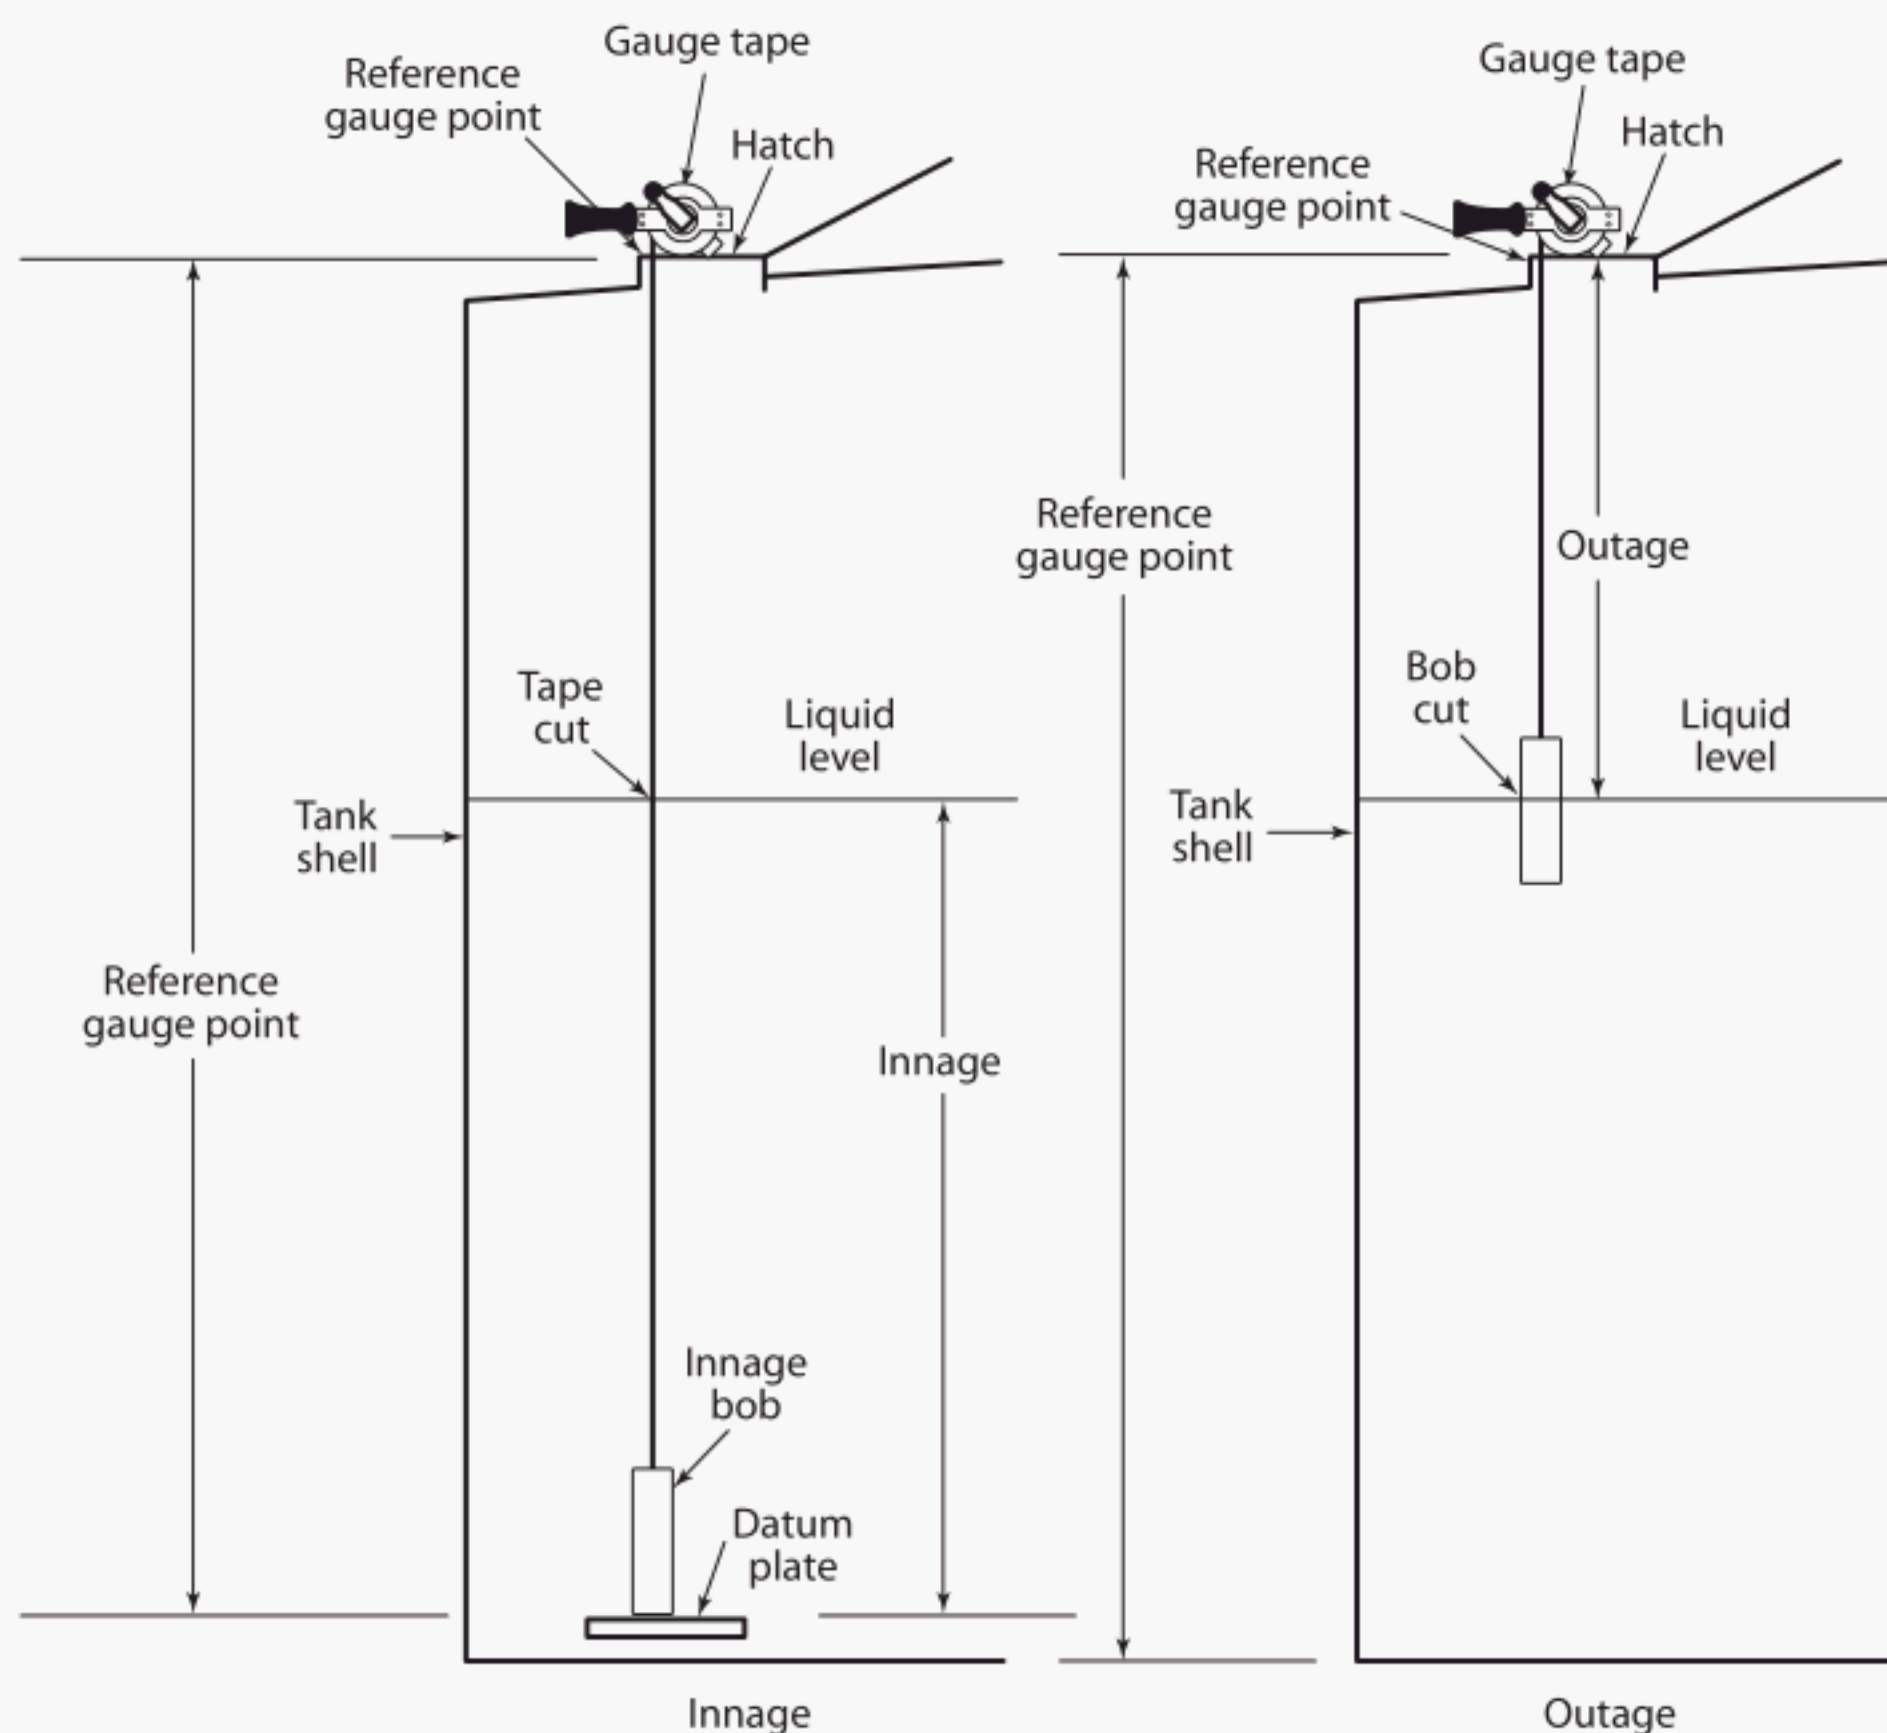 Gauge tape
Reference
gauge point
Hatch
Tape
cut
Liquid
level
Tank
shell
Reference
gauge point
Innage
Innage
bob
Datum
plate
Innage
Gauge tape
Hatch
Reference
gauge point
Reference
gauge point
Outage
Bob
cut
Liquid
level
Tank
shell
Outage